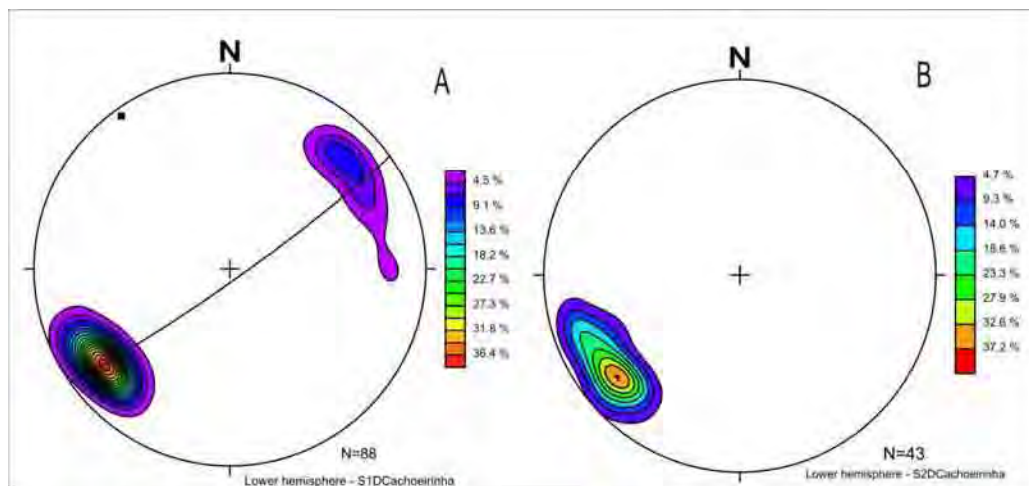 N
A
4.5 %
9.1 %
13.6 %
18.2 %
22.7 %
27.3 %
31.8 %
36.4 %
N=88
Lower hemisphere - S1DCachoeirinha
N
B
4.7 %
9.3 %
14.0 %
18.6 %
23.3 %
27.9 %
32.6 %
37.2 %
N=43
Lower hemisphere - S2DCachoeirinha